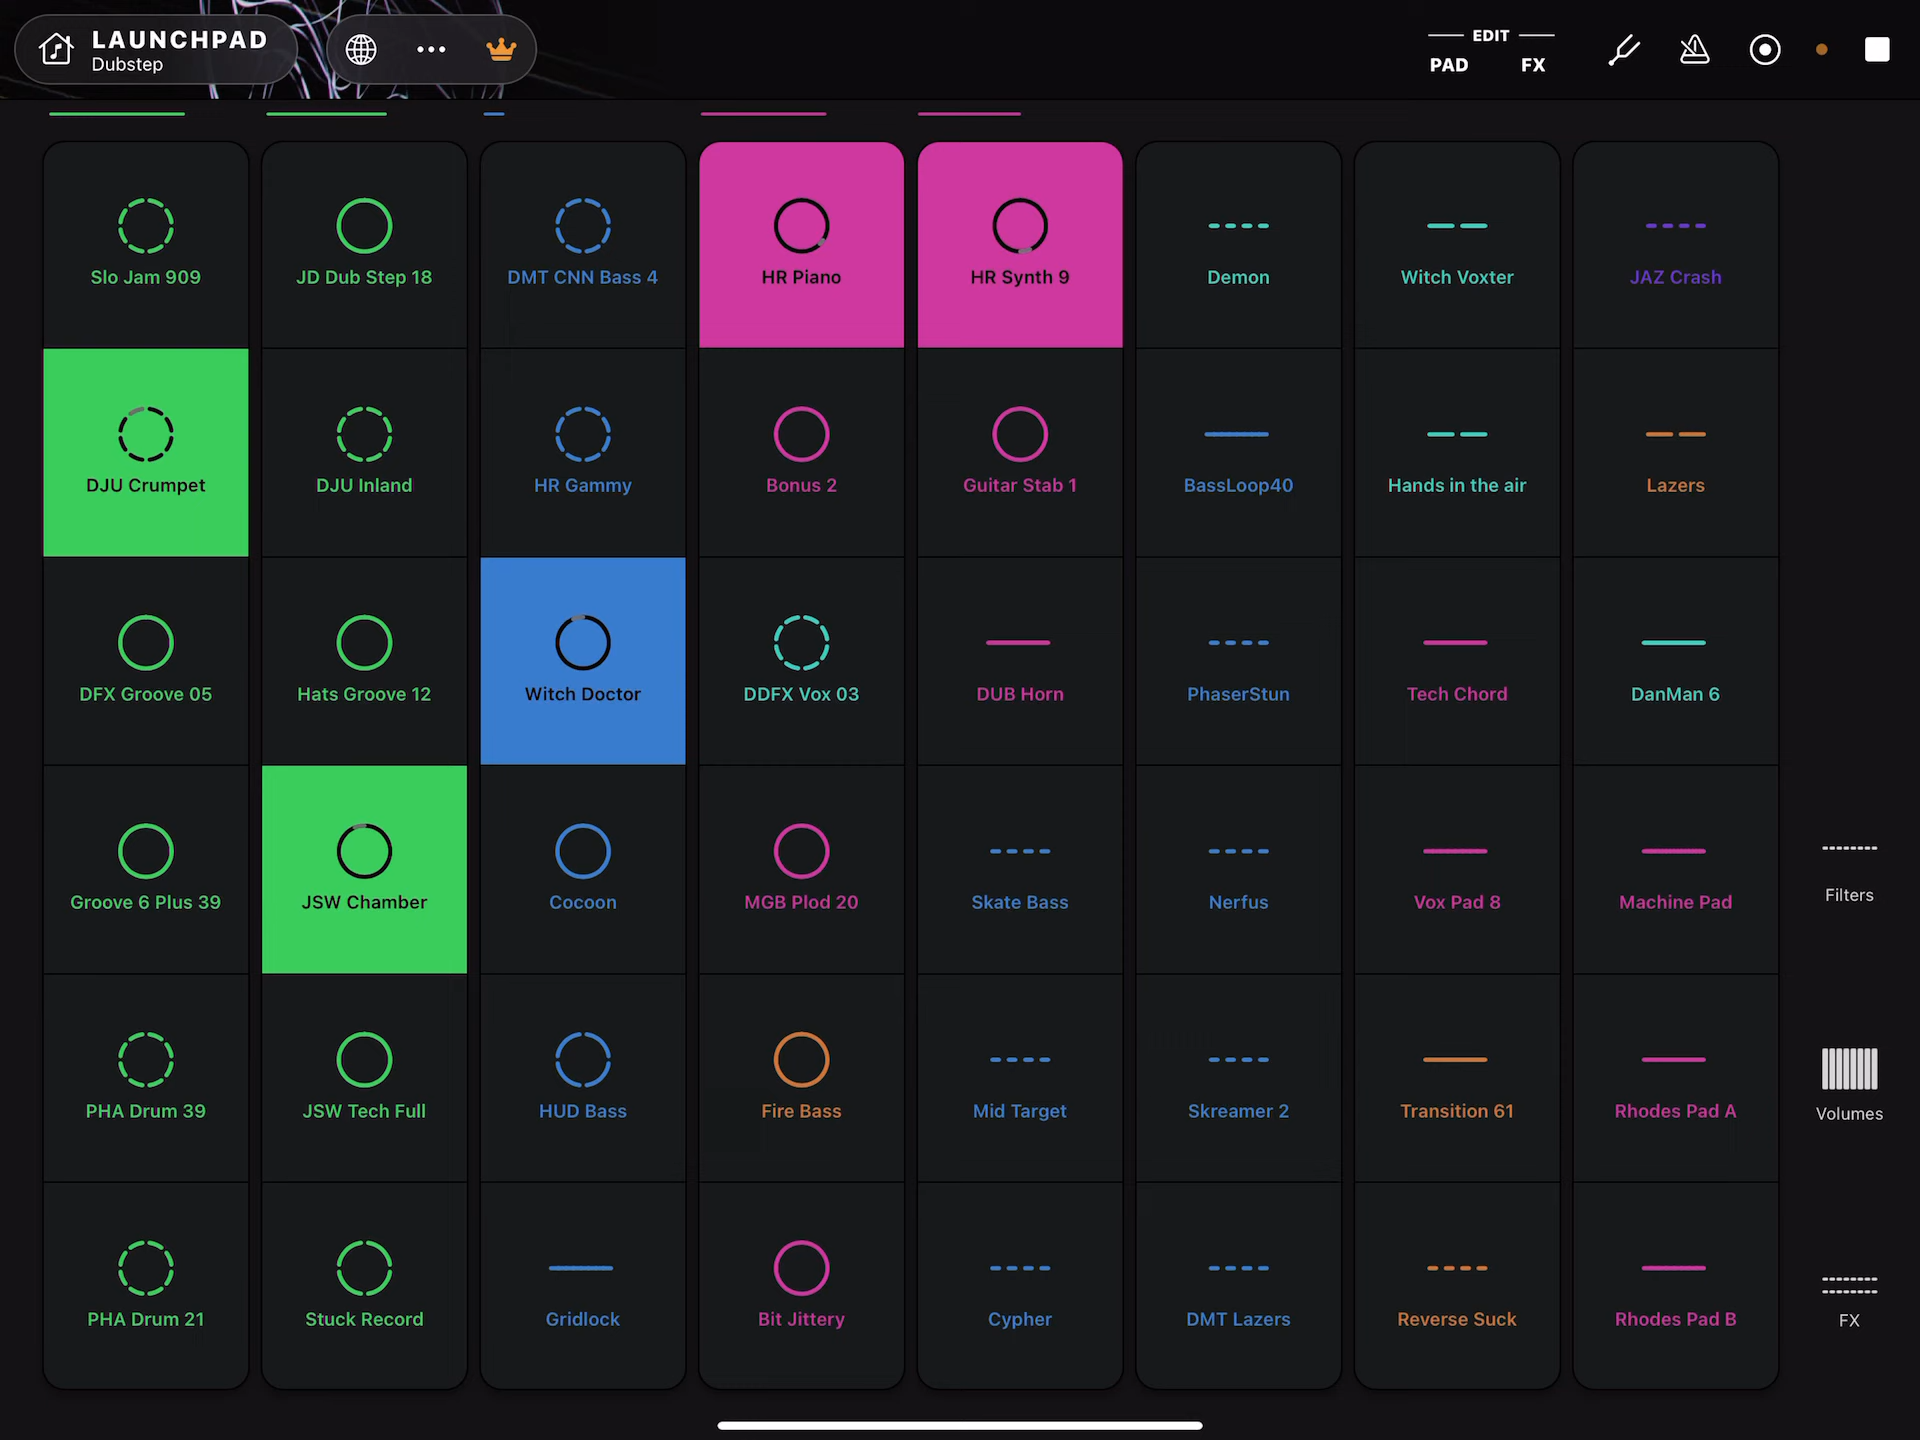 LAUNCHPAD
Dubstep
EDIT
PAD FX
Slo Jam 909
JD Dub Step 18
DMT CNN Bass 4
HR Piano
HR Synth 9
Demon
Witch Voxter
JAZ Crash
DJU Crumpet
DJU Inland
HR Gammy
Bonus 2
Guitar Stab 1
BassLoop40
Hands in the air
Lazers
DFX Groove 05
Hats Groove 12
Witch Doctor
DDFX Vox 03
DUB Horn
PhaserStun
Tech Chord
DanMan 6
Groove 6 Plus 39
JSW Chamber
Cocoon
MGB Plod 20
Skate Bass
Nerfus
Vox Pad 8
Machine Pad
Filters
PHA Drum 39
JSW Tech Full
HUD Bass
Fire Bass
Mid Target
Skreamer 2
Transition 61
Rhodes Pad A
Volumes
PHA Drum 21
Stuck Record
Gridlock
Bit Jittery
Cypher
DMT Lazers
Reverse Suck
Rhodes Pad B
FX